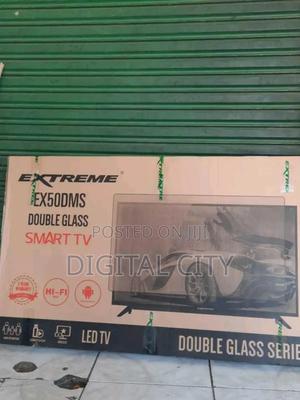 EXTREME
EX50DMS
DOUBLE GLASS
SMART TV
POSTED ON JIJI
DIGITAL CITY
HI-FI
LED TV
DOUBLE GLASS SERIE